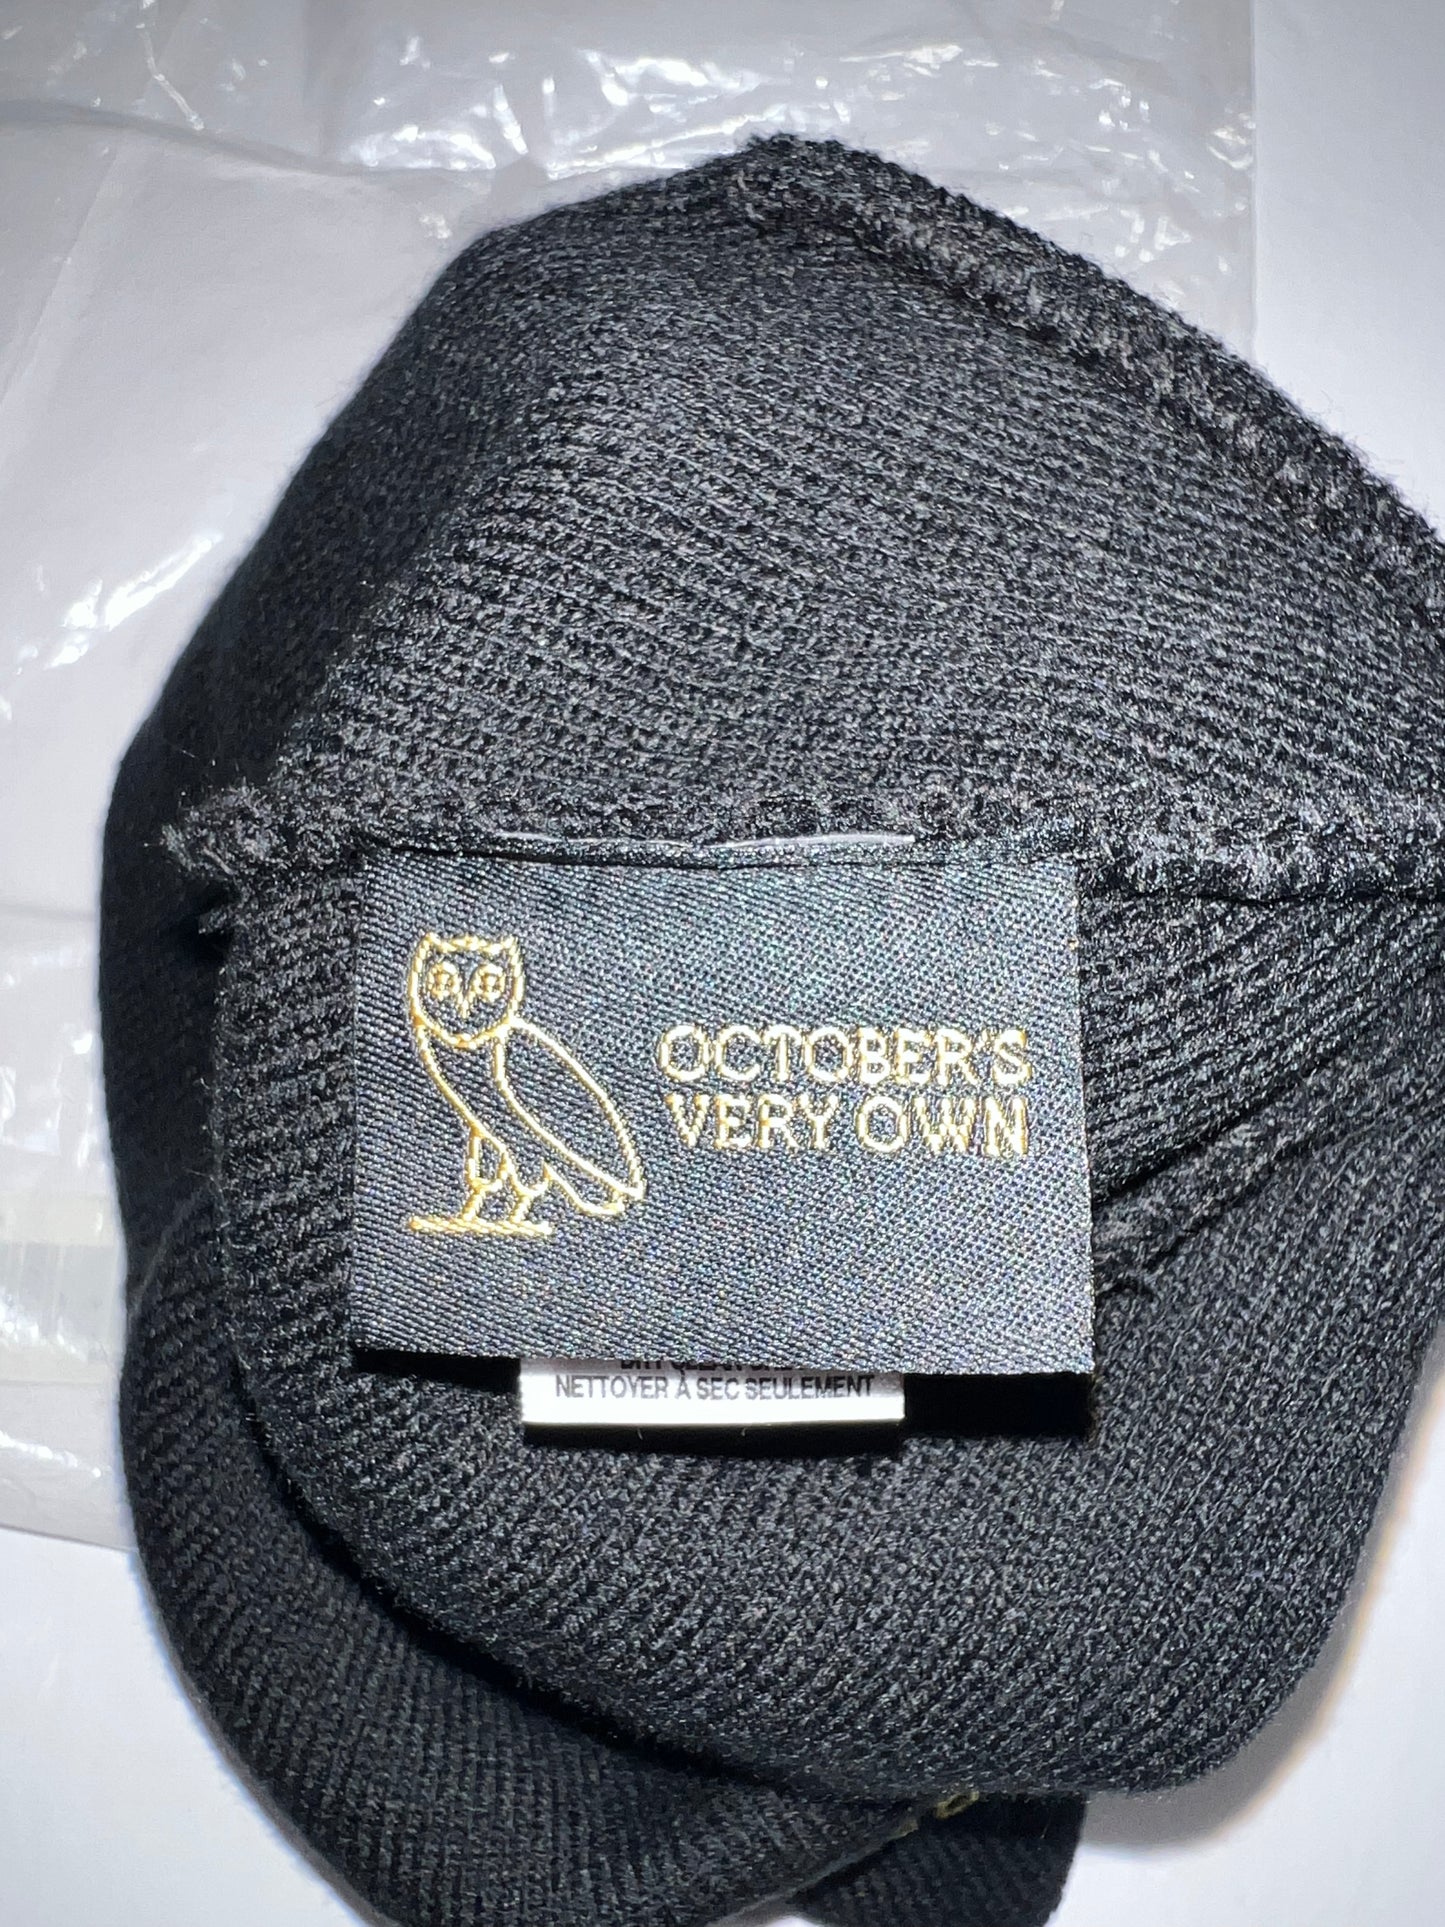 OCTOBER'S
VERY OWN
NETTOYER À SEC SEULEMENT